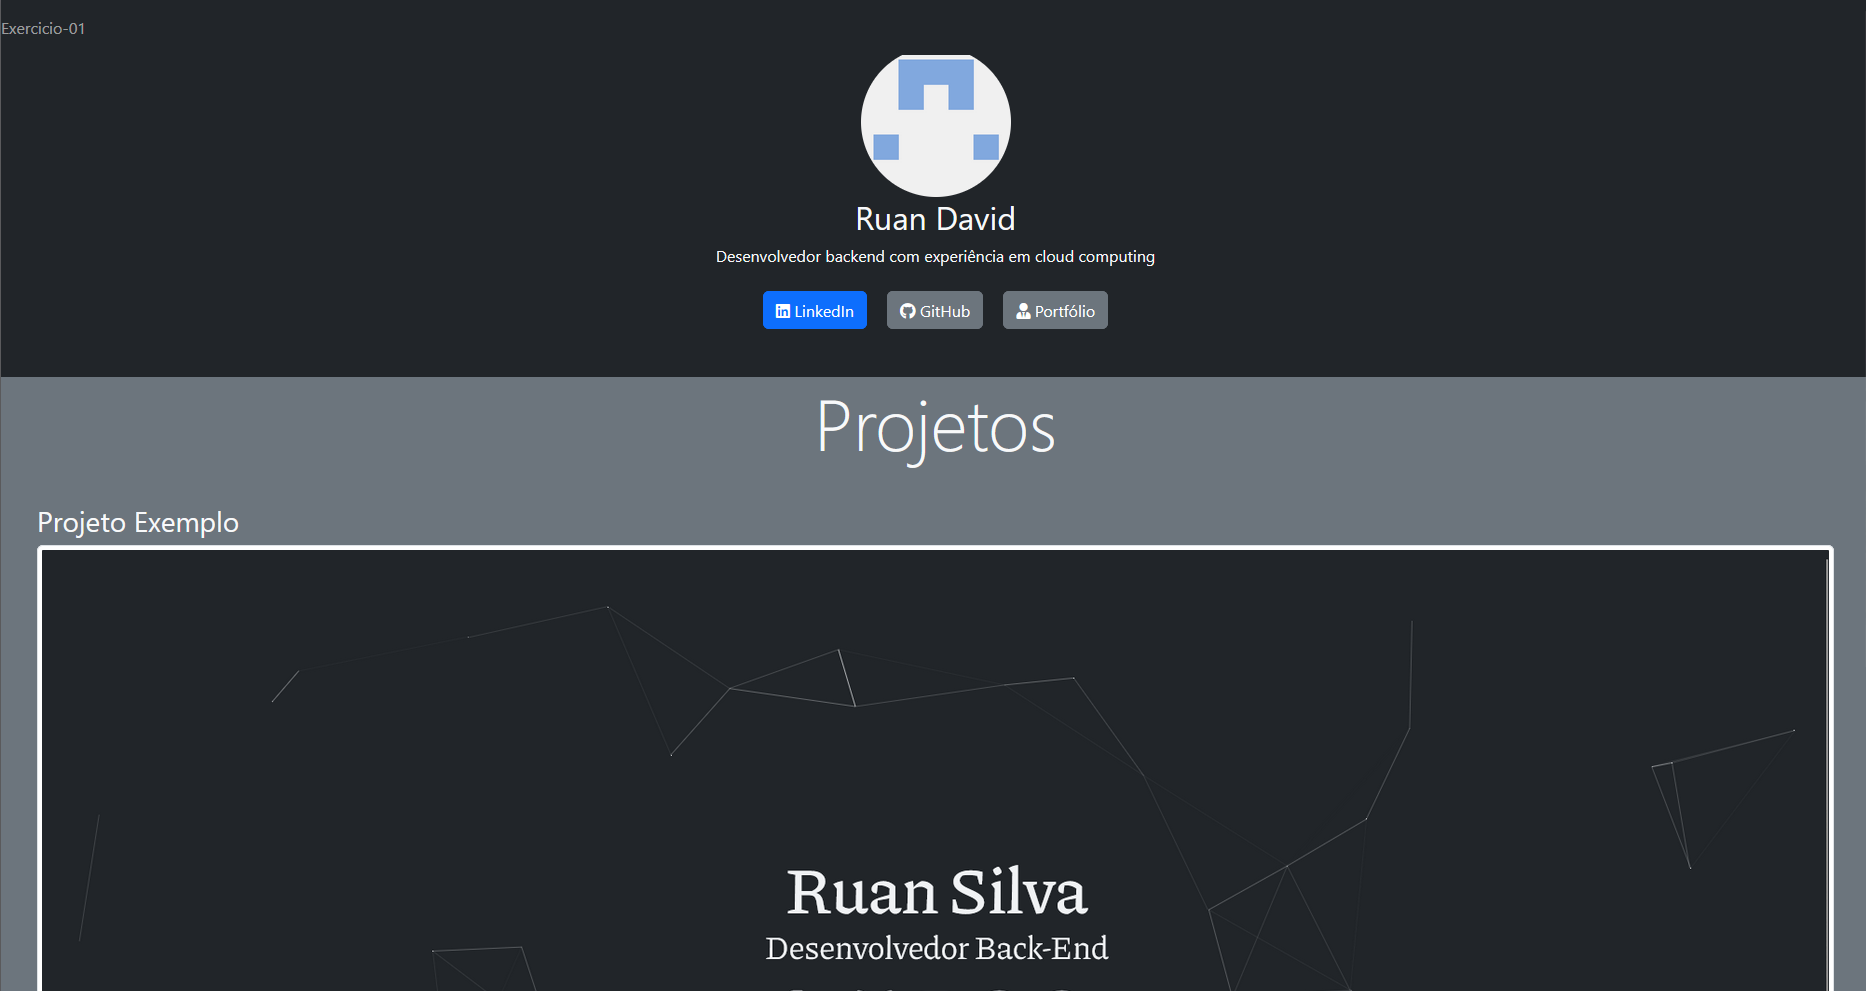 Exercicio-01
Ruan David
Desenvolvedor backend com experiência em cloud computing
LinkedIn GitHub Portfólio
Projetos
Projeto Exemplo
Ruan Silva
Desenvolvedor Back-End